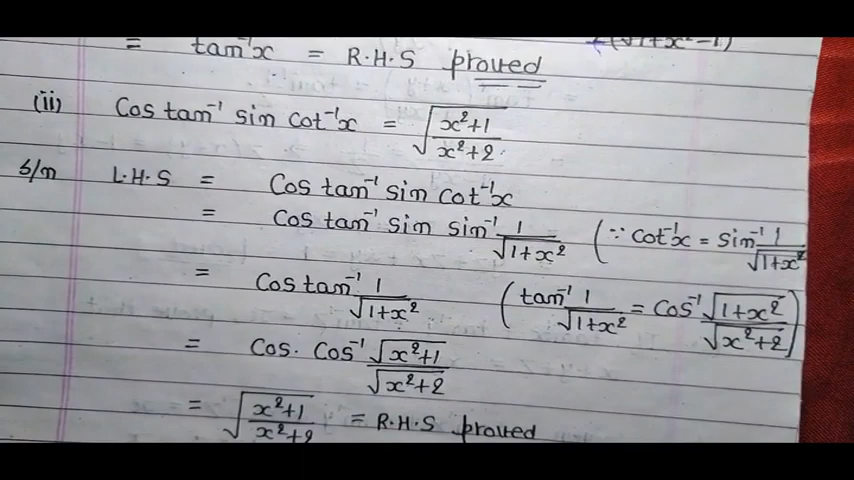 = tan⁻¹x = R.H.S proved
(√1+x²-1)
(ii) Cos tan⁻¹ sin cot⁻¹x = √(x²+1)/(x²+2)
s/n L.H.S = Cos tan⁻¹ sin cot⁻¹x
= Cos tan⁻¹ sin sin⁻¹ 1/√1+x² (∵ cot⁻¹x = sin⁻¹ 1/√1+x²
= Cos tan⁻¹ 1/√1+x² (tan⁻¹ 1/√1+x² = Cos⁻¹ √1+x²/√x²+2)
= Cos. Cos⁻¹ √x²+1/√x²+2
= √(x²+1)/(x²+2) = R.H.S proved